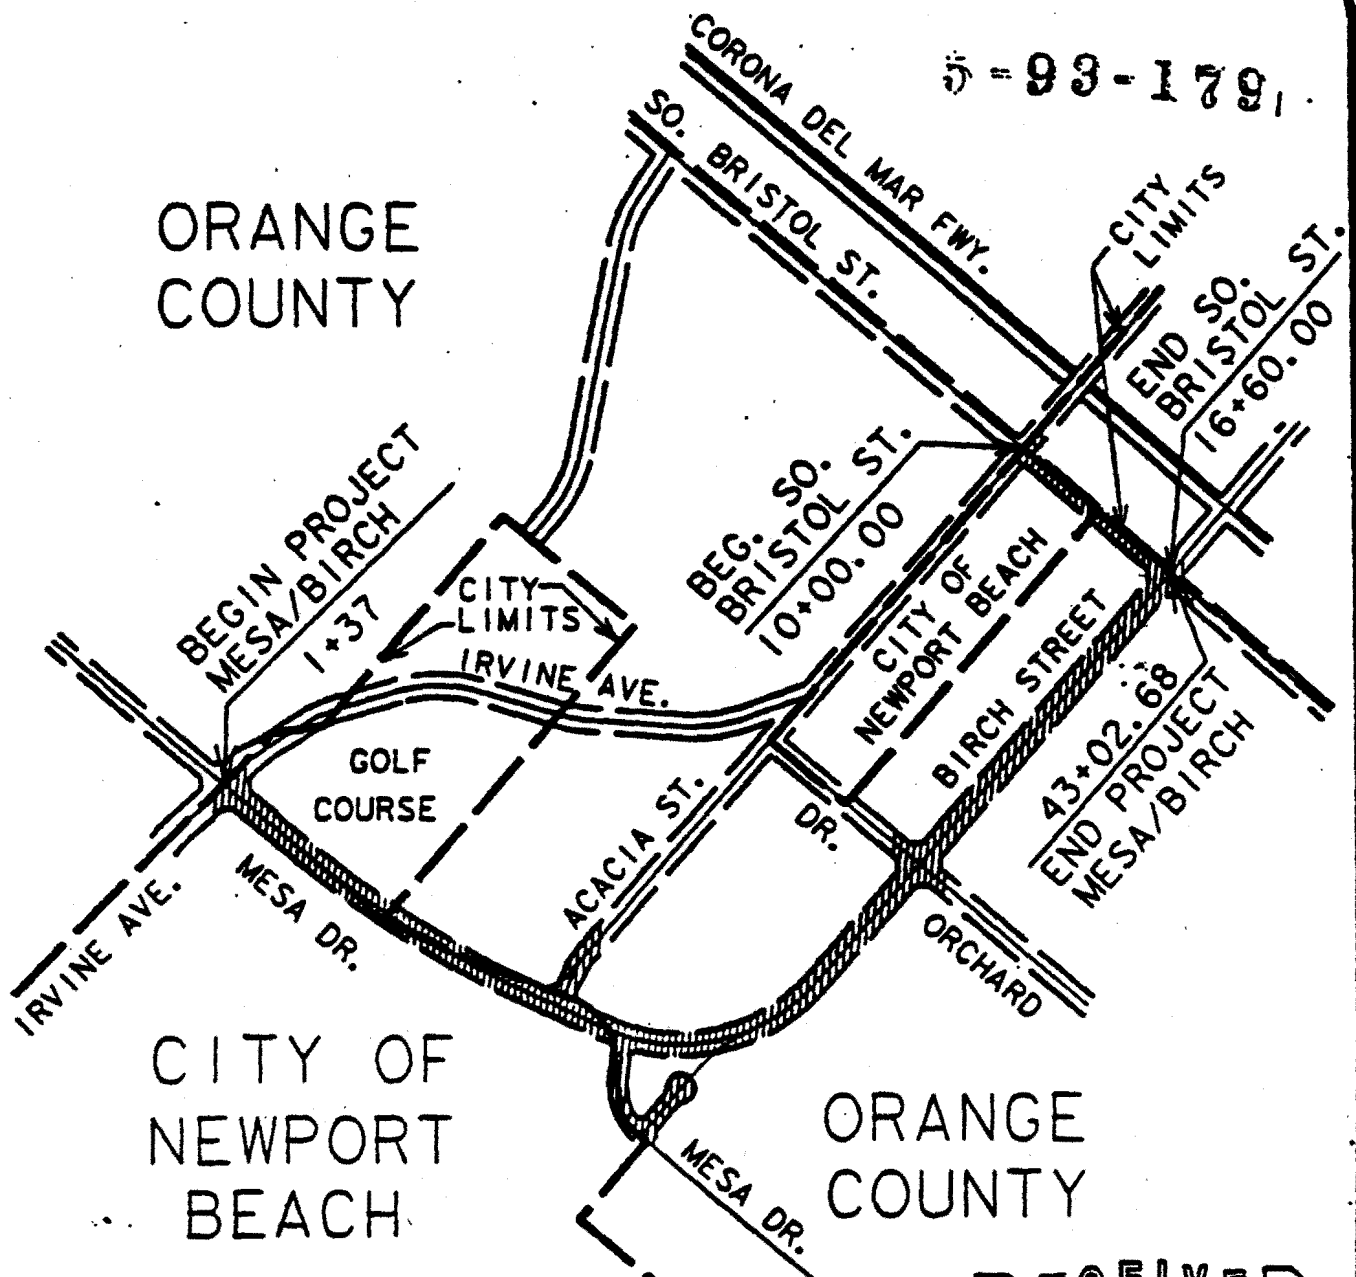 5-93-179
CORONA DEL MAR FWY.
SO. BRISTOL ST.
CITY
LIMITS
ORANGE
COUNTY
END SO.
BRISTOL ST.
16+60.00
BEG. SO.
BRISTOL ST.
10+00.00
BEGIN PROJECT
MESA/BIRCH
1+37
CITY
LIMITS
IRVINE AVE.
CITY OF
NEWPORT BEACH
BIRCH STREET
GOLF
COURSE
ACACIA ST.
DR.
43+02.68
END PROJECT
MESA/BIRCH
MESA DR.
IRVINE AVE.
ORCHARD
CITY OF
NEWPORT
BEACH
ORANGE
COUNTY
MESA DR.
RECEIVED